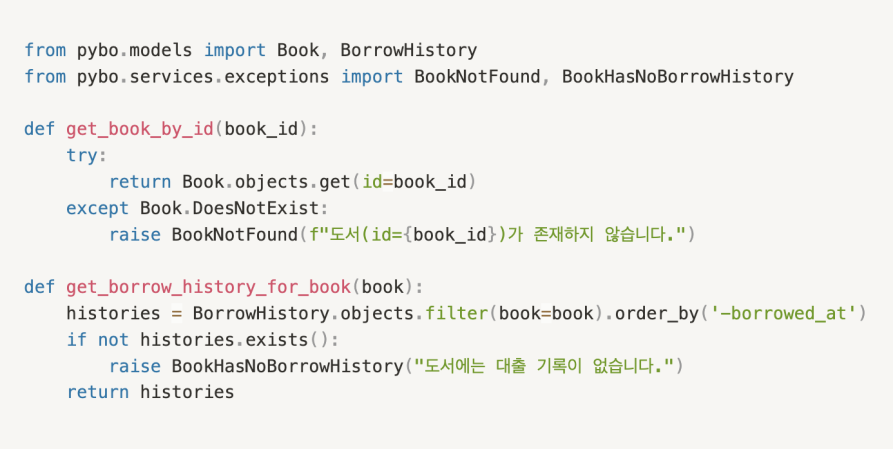 from pybo.models import Book, BorrowHistory
from pybo.services.exceptions import BookNotFound, BookHasNoBorrowHistory

def get_book_by_id(book_id):
    try:
        return Book.objects.get(id=book_id)
    except Book.DoesNotExist:
        raise BookNotFound(f"도서(id={book_id})가 존재하지 않습니다.")

def get_borrow_history_for_book(book):
    histories = BorrowHistory.objects.filter(book=book).order_by('-borrowed_at')
    if not histories.exists():
        raise BookHasNoBorrowHistory("도서에는 대출 기록이 없습니다.")
    return histories